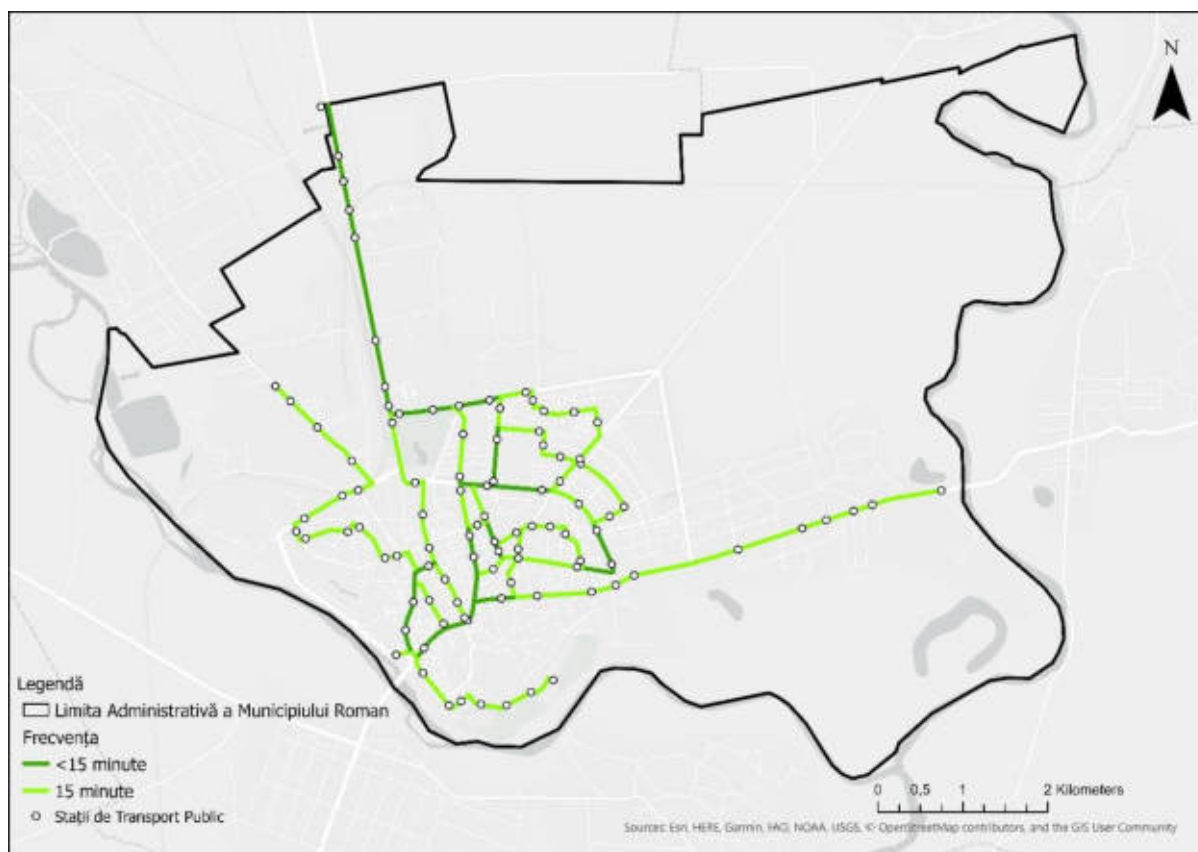 N
Legendă
Limita Administrativă a Municipiului Roman
Frecvența
<15 minute
15 minute
Stații de Transport Public
0 0,5 1 2 Kilometers
Sources: Esri, HERE, Garmin, FAO, NOAA, USGS, © OpenStreetMap contributors, and the GIS User Community